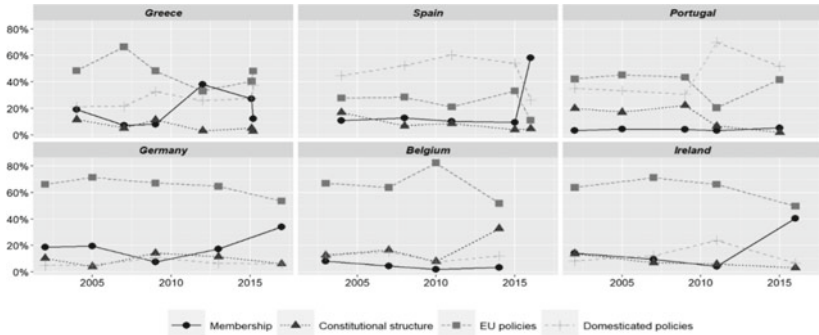 Greece Spain Portugal
80%
60%
40%
20%
0%
Germany Belgium Ireland
80%
60%
40%
20%
0%
2005 2010 2015 2005 2010 2015 2005 2010 2015
Membership Constitutional structure EU policies Domesticated policies